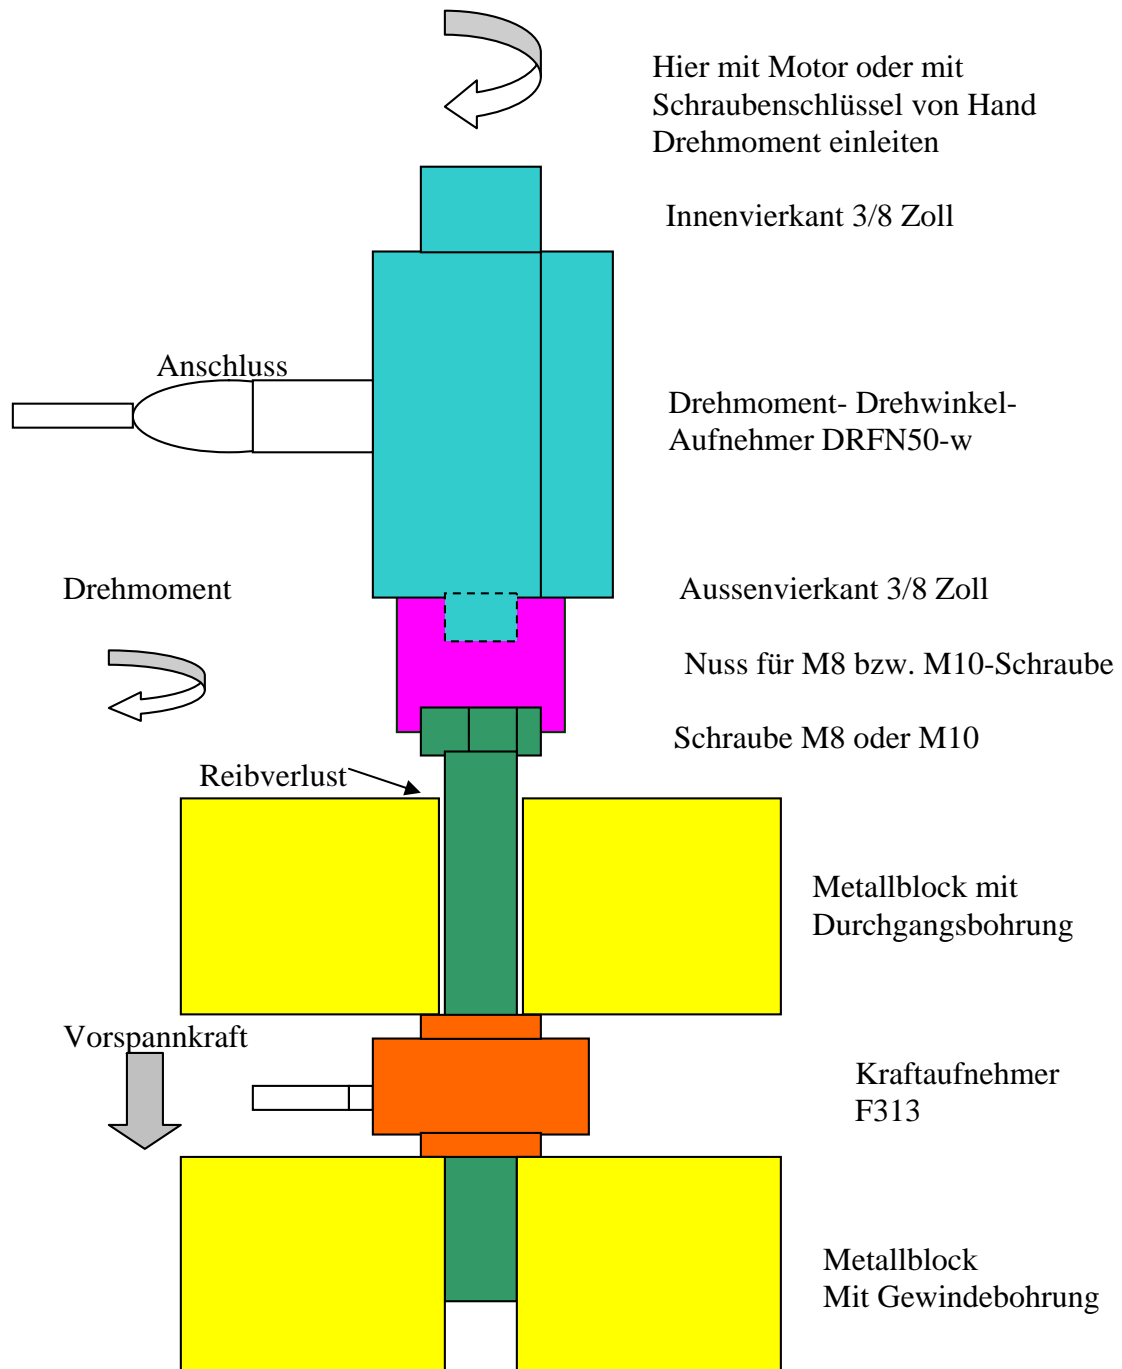 Hier mit Motor oder mit
Schraubenschlüssel von Hand
Drehmoment einleiten
Innenvierkant 3/8 Zoll
Anschluss
Drehmoment- Drehwinkel-
Aufnehmer DRFN50-w
Drehmoment
Aussenvierkant 3/8 Zoll
Nuss für M8 bzw. M10-Schraube
Schraube M8 oder M10
Reibverlust
Metallblock mit
Durchgangsbohrung
Vorspannkraft
Kraftaufnehmer
F313
Metallblock
Mit Gewindebohrung